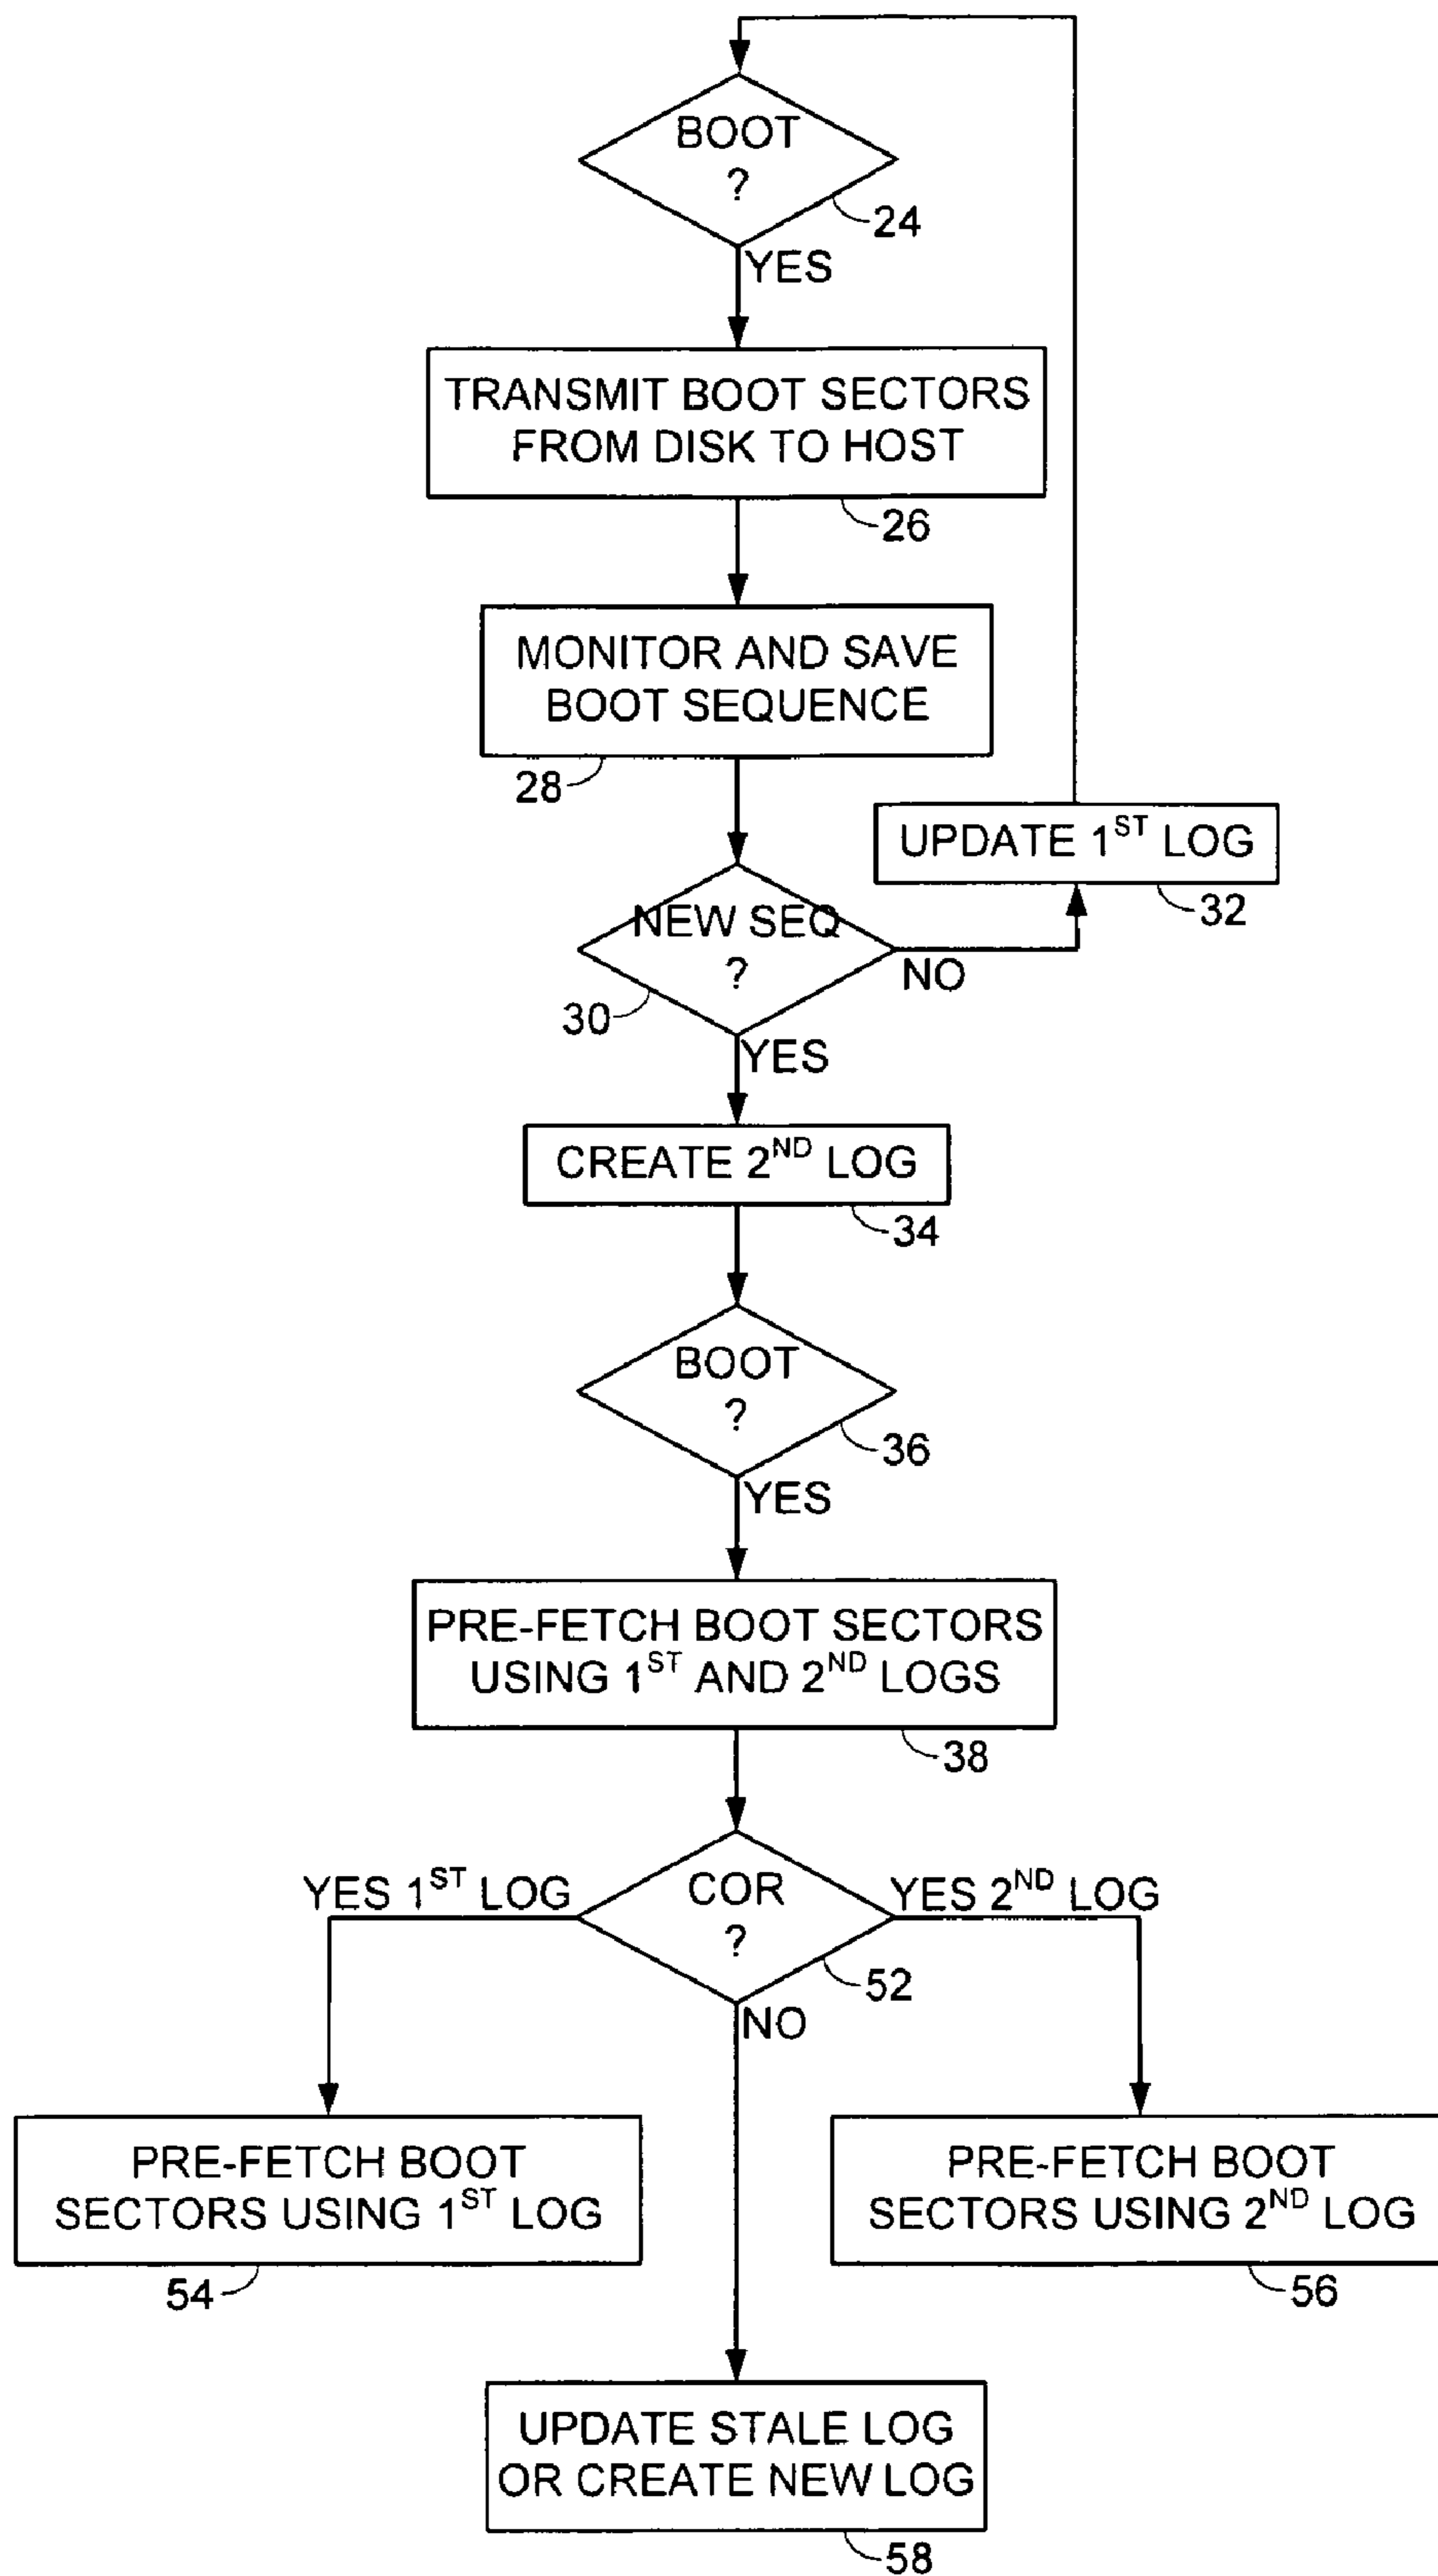 BOOT
?
24
YES
TRANSMIT BOOT SECTORS
FROM DISK TO HOST
26
MONITOR AND SAVE
BOOT SEQUENCE
28
UPDATE 1ST LOG
32
NEW SEQ
?
NO
30
YES
CREATE 2ND LOG
34
BOOT
?
36
YES
PRE-FETCH BOOT SECTORS
USING 1ST AND 2ND LOGS
38
YES 1ST LOG
COR
?
YES 2ND LOG
52
NO
PRE-FETCH BOOT
SECTORS USING 1ST LOG
54
PRE-FETCH BOOT
SECTORS USING 2ND LOG
56
UPDATE STALE LOG
OR CREATE NEW LOG
58